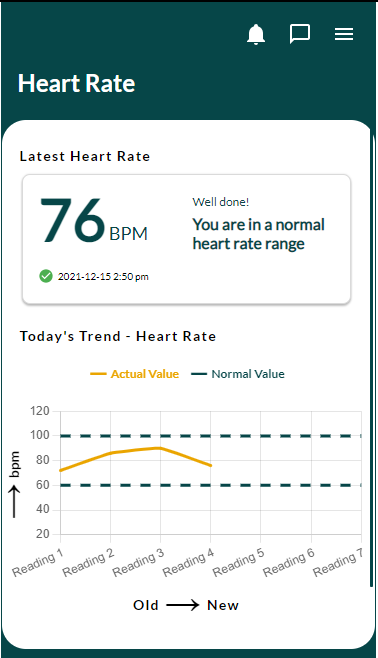 Heart Rate
Latest Heart Rate
76 BPM
Well done!
You are in a normal
heart rate range
2021-12-15 2:50 pm
Today's Trend - Heart Rate
Actual Value Normal Value
120
100
80
60
40
20
bpm
Reading 1 Reading 2 Reading 3 Reading 4 Reading 5 Reading 6 Reading 7
Old New